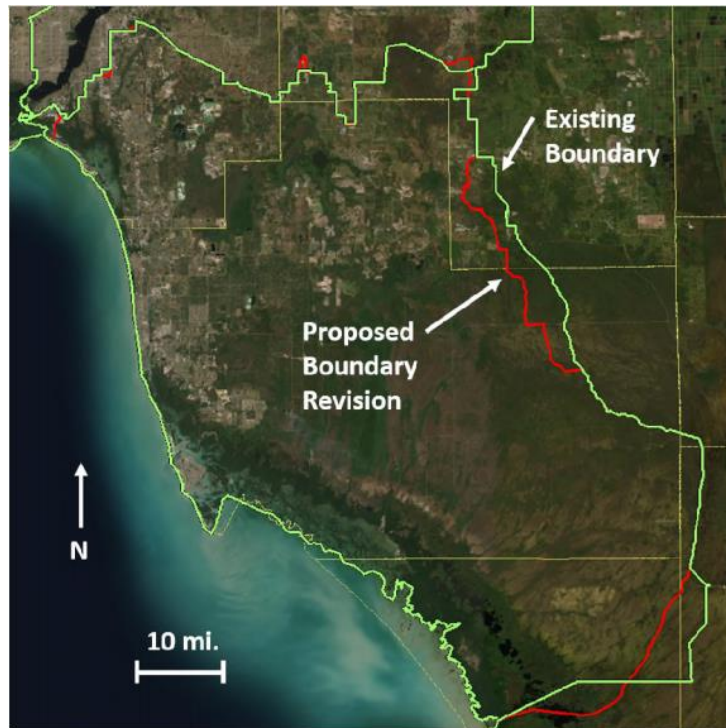 Existing
Boundary
Proposed
Boundary
Revision
N
10 mi.